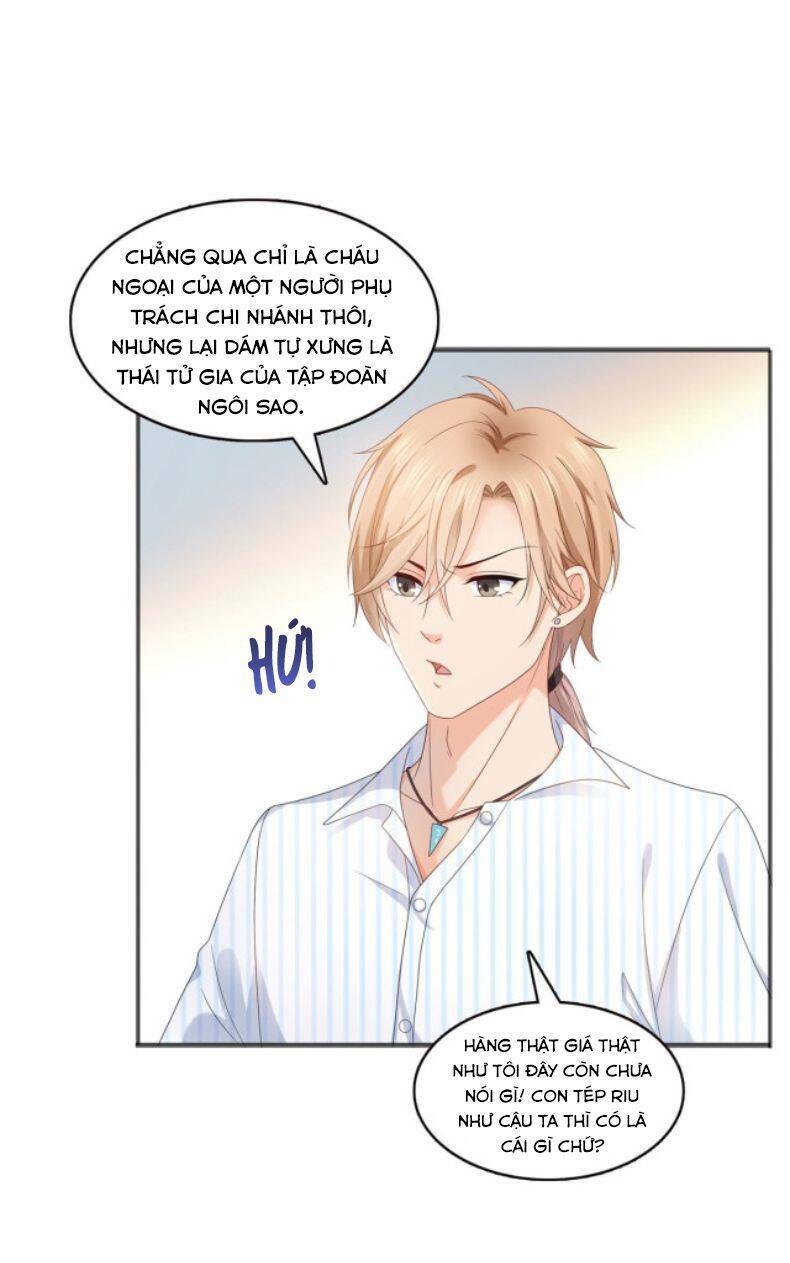 CHẲNG QUA CHỈ LÀ CHÁU
NGOẠI CỦA MỘT NGƯỜI PHỤ
TRÁCH CHI NHÁNH THÔI,
NHƯNG LẠI DÁM TỰ XƯNG LÀ
THÁI TỬ GIA CỦA TẬP ĐOÀN
NGÔI SAO.
HỨ!
HÀNG THẬT GIÁ THẬT
NHƯ TÔI ĐÂY CÒN CHƯA
NÓI GÌ! CON TÉP RIU
NHƯ CẬU TA THÌ CÓ LÀ
CÁI GÌ CHỨ?